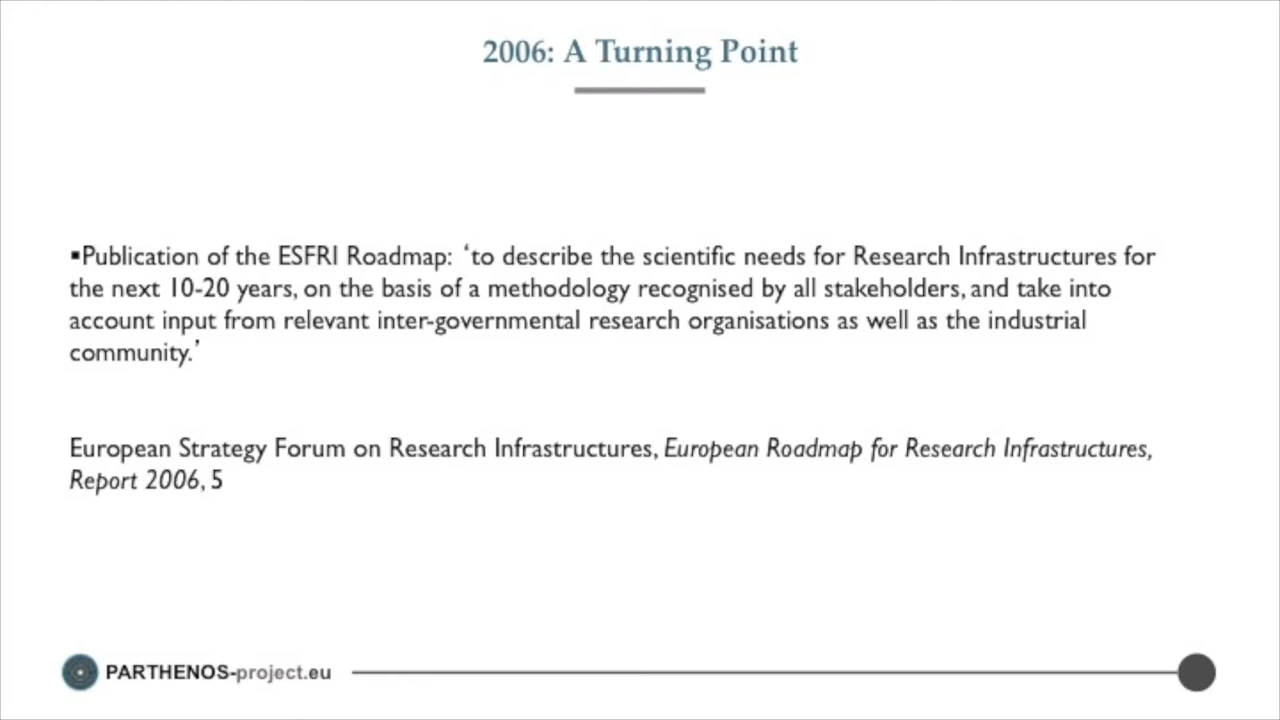 2006: A Turning Point
▪Publication of the ESFRI Roadmap: ‘to describe the scientific needs for Research Infrastructures for
the next 10-20 years, on the basis of a methodology recognised by all stakeholders, and take into
account input from relevant inter-governmental research organisations as well as the industrial
community.’
European Strategy Forum on Research Infrastructures, European Roadmap for Research Infrastructures,
Report 2006, 5
PARTHENOS-project.eu